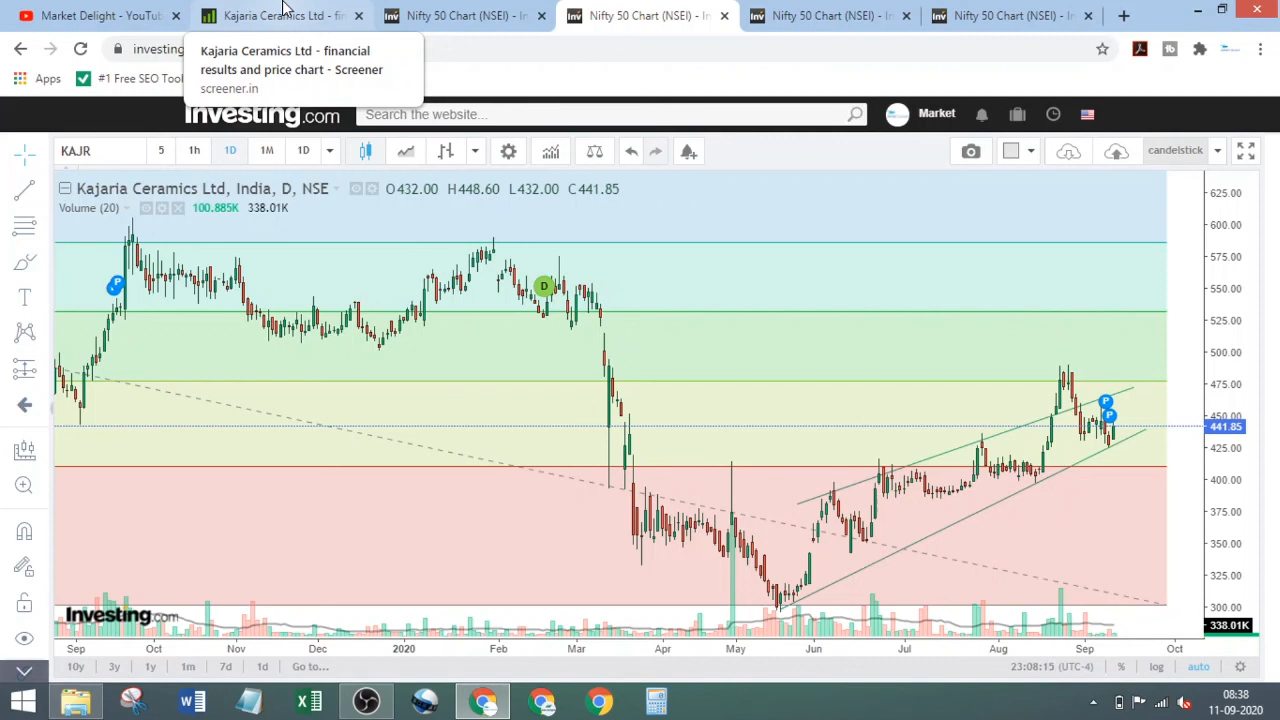 Market Delight - YouTub
Kajaria Ceramics Ltd - fin
Nifty 50 Chart (NSEI) - In
Nifty 50 Chart (NSEI) - In
Nifty 50 Chart (NSEI) - In
Nifty 50 Chart (NSEI) - In
investing
Apps
#1 Free SEO Tool
Kajaria Ceramics Ltd - financial
results and price chart - Screener
screener.in
Investing.com
Search the website...
Market
KAJR
5
1h
1D
1M
1D
candelstick
Kajaria Ceramics Ltd, India, D, NSE
O432.00 H448.60 L432.00 C441.85
Volume (20)
100.885K 338.01K
625.00
600.00
575.00
550.00
525.00
500.00
475.00
450.00
441.85
425.00
400.00
375.00
350.00
325.00
300.00
338.01K
P
D
P
P
Investing.com
Sep Oct Nov Dec 2020 Feb Mar Apr May Jun Jul Aug Sep Oct
10y 3y 1y 1m 7d 1d Go to...
23:08:15 (UTC-4) % log auto
08:38
11-09-2020